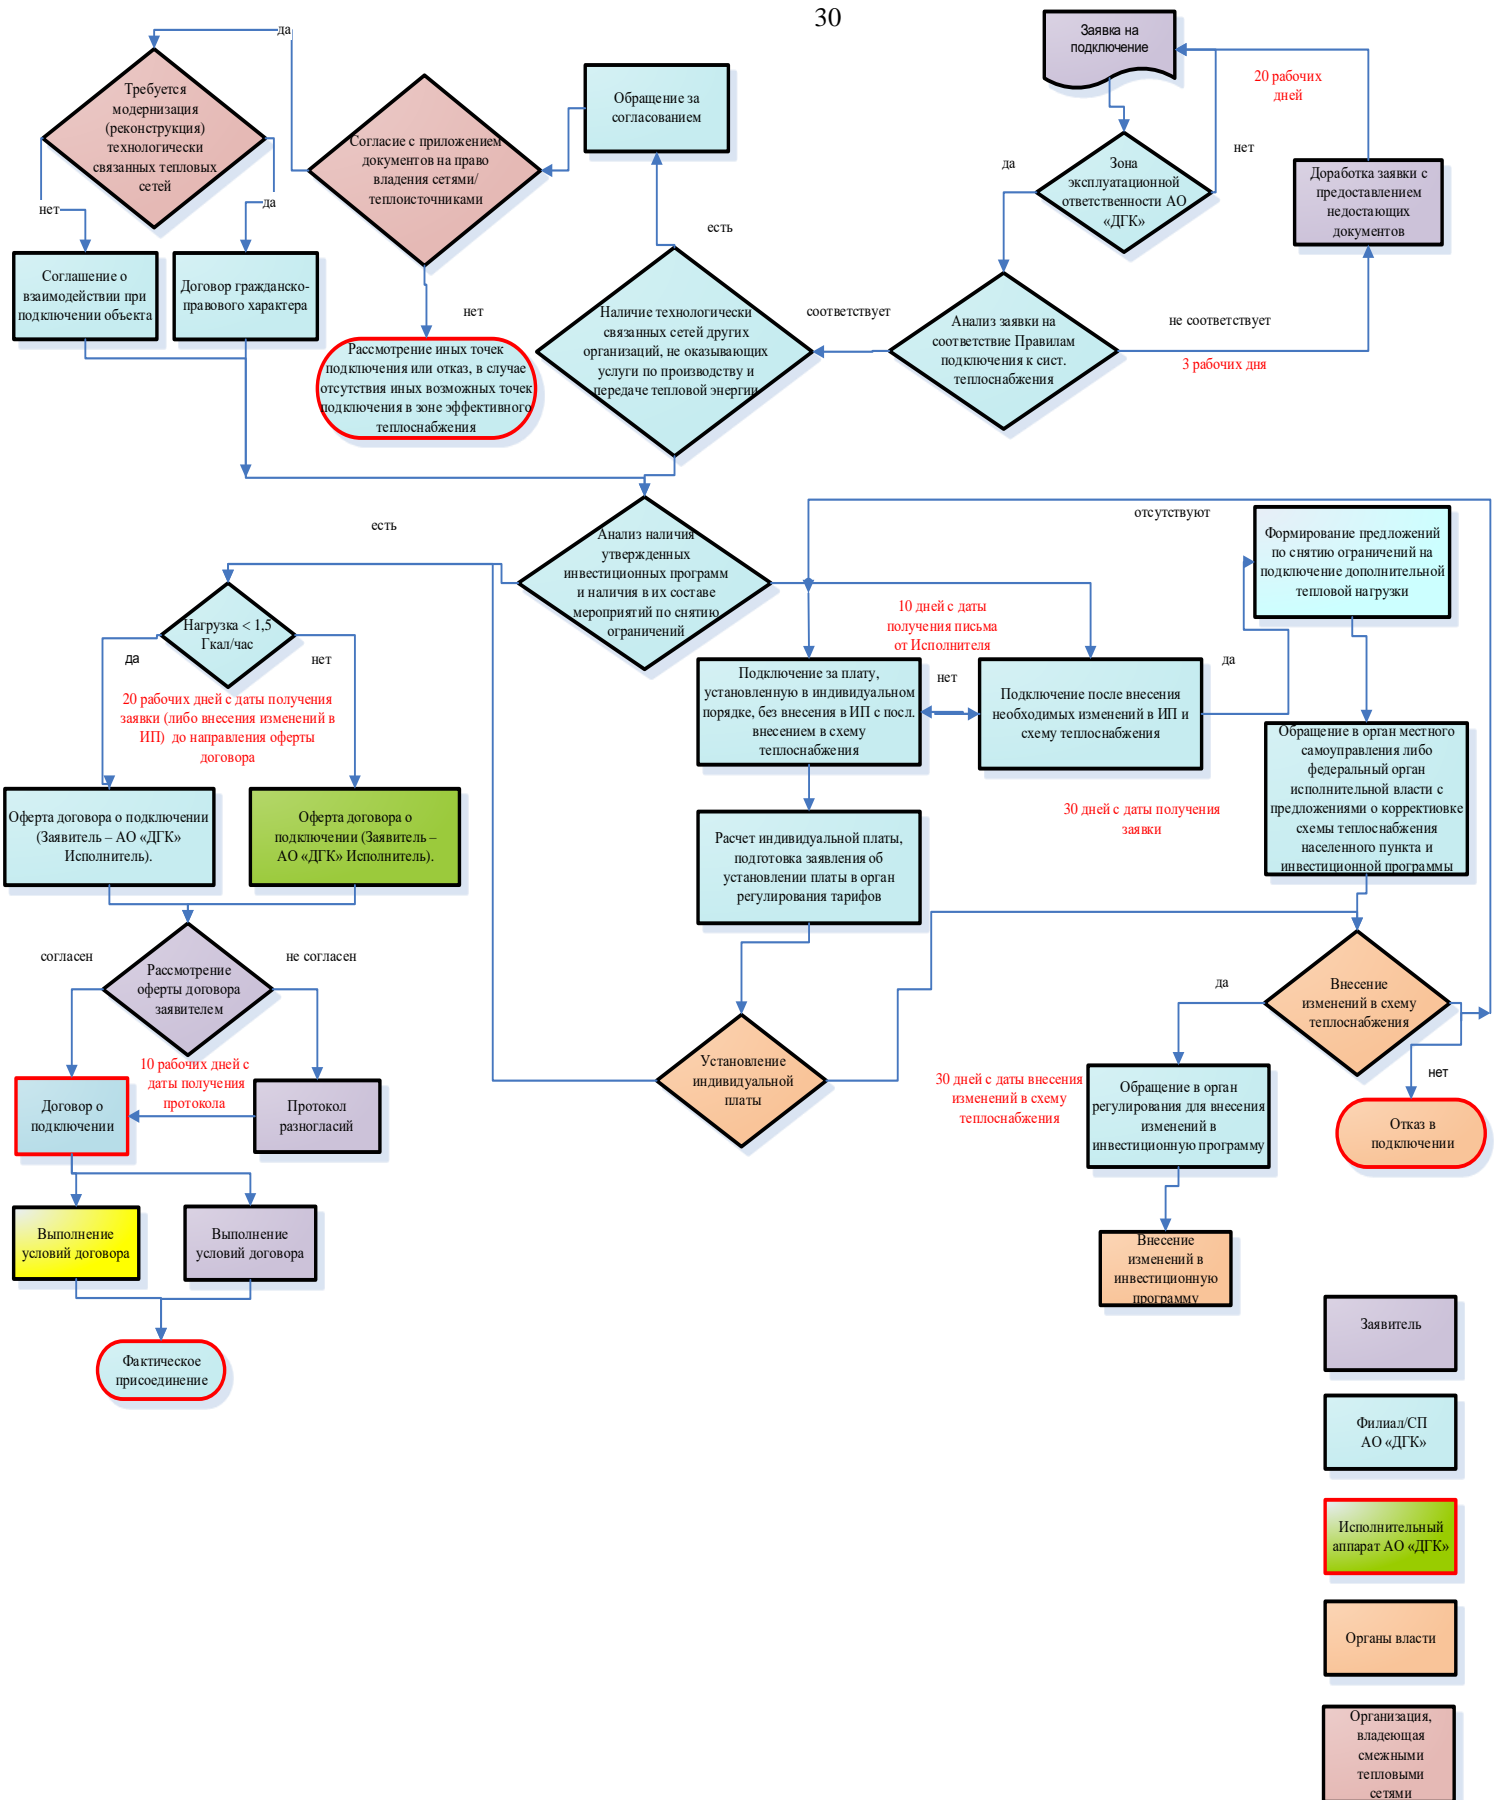 30
да
Требуется
модернизация
(реконструкция)
технологически
связанных тепловых
сетей
нет
да
Соглашение о
взаимодействии при
подключении объекта
Договор гражданско-
правового характера
Согласие с приложением
документов на право
владения сетями/
теплоисточниками
нет
Рассмотрение иных точек
подключения или отказ, в случае
отсутствия иных возможных точек
подключения в зоне эффективного
теплоснабжения
Обращение за
согласованием
есть
Наличие технологически
связанных сетей других
организаций, не оказывающих
услуги по производству и
передаче тепловой энергии
Заявка на
подключение
20 рабочих
дней
нет
да
Зона
эксплуатационной
ответственности АО
«ДГК»
Доработка заявки с
предоставлением
недостающих
документов
соответствует
Анализ заявки на
соответствие Правилам
подключения к сист.
теплоснабжения
не соответствует
3 рабочих дня
есть
Анализ наличия
утвержденных
инвестиционных программ
и наличия в их составе
мероприятий по снятию
ограничений
отсутствуют
Формирование предложений
по снятию ограничений на
подключение дополнительной
тепловой нагрузки
Нагрузка < 1,5
Гкал/час
да
нет
20 рабочих дней с даты получения
заявки (либо внесения изменений в
ИП) до направления оферты
договора
10 дней с даты
получения письма
от Исполнителя
нет
да
Подключение за плату,
установленную в индивидуальном
порядке, без внесения в ИП с посл.
внесением в схему
теплоснабжения
Подключение после внесения
необходимых изменений в ИП и
схему теплоснабжения
Обращение в орган местного
самоуправления либо
федеральный орган
исполнительной власти с
предложениями о корректиовке
схемы теплоснабжения
населенного пункта и
инвестиционной программы
Оферта договора о подключении
(Заявитель – АО «ДГК»
Исполнитель).
Оферта договора о
подключении (Заявитель –
АО «ДГК» Исполнитель).
30 дней с даты получения
заявки
Расчет индивидуальной платы,
подготовка заявления об
установлении платы в орган
регулирования тарифов
согласен
не согласен
Рассмотрение
оферты договора
заявителем
да
Внесение
изменений в схему
теплоснабжения
10 рабочих дней с
даты получения
протокола
Договор о
подключении
Протокол
разногласий
Установление
индивидуальной
платы
30 дней с даты внесения
изменений в схему
теплоснабжения
Обращение в орган
регулирования для внесения
изменений в
инвестиционную программу
нет
Отказ в
подключении
Выполнение
условий договора
Выполнение
условий договора
Внесение
изменений в
инвестиционную
программу
Фактическое
присоединение
Заявитель
Филиал/СП
АО «ДГК»
Исполнительный
аппарат АО «ДГК»
Органы власти
Организация,
владеющая
смежными
тепловыми
сетями